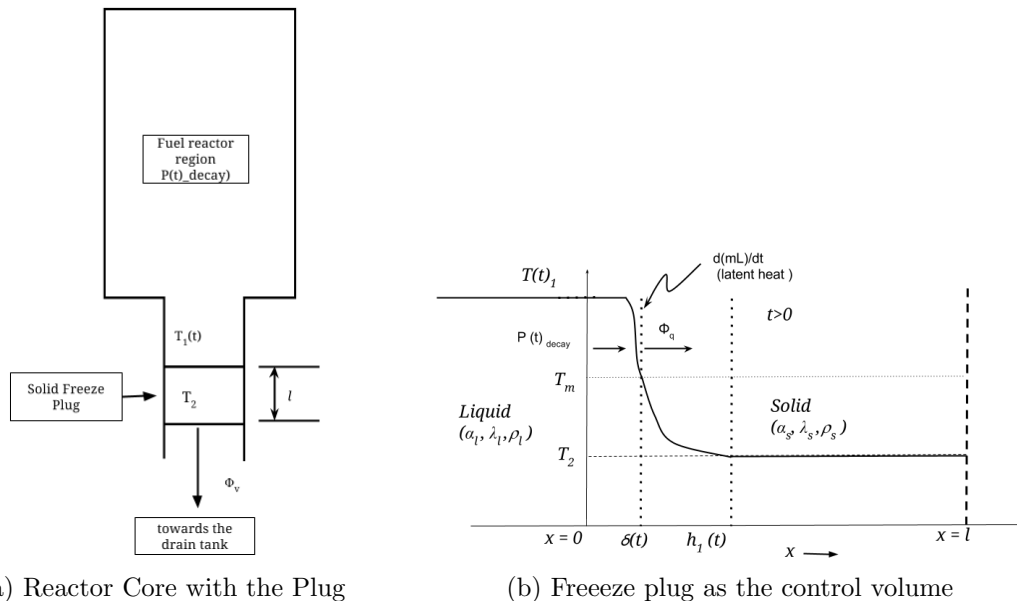 Fuel reactor
region
P(t)_decay)
T₁(t)
Solid Freeze
Plug
T₂
l
Φᵥ
towards the
drain tank
) Reactor Core with the Plug
d(mL)/dt
(latent heat )
T(t)₁
t>0
P (t) decay
Φq
Tₘ
Liquid
(αₗ, λₗ,ρₗ)
Solid
(αₛ, λₛ,ρₛ)
T₂
x = 0
δ(t)
h₁ (t)
x
x = l
(b) Freeeze plug as the control volume